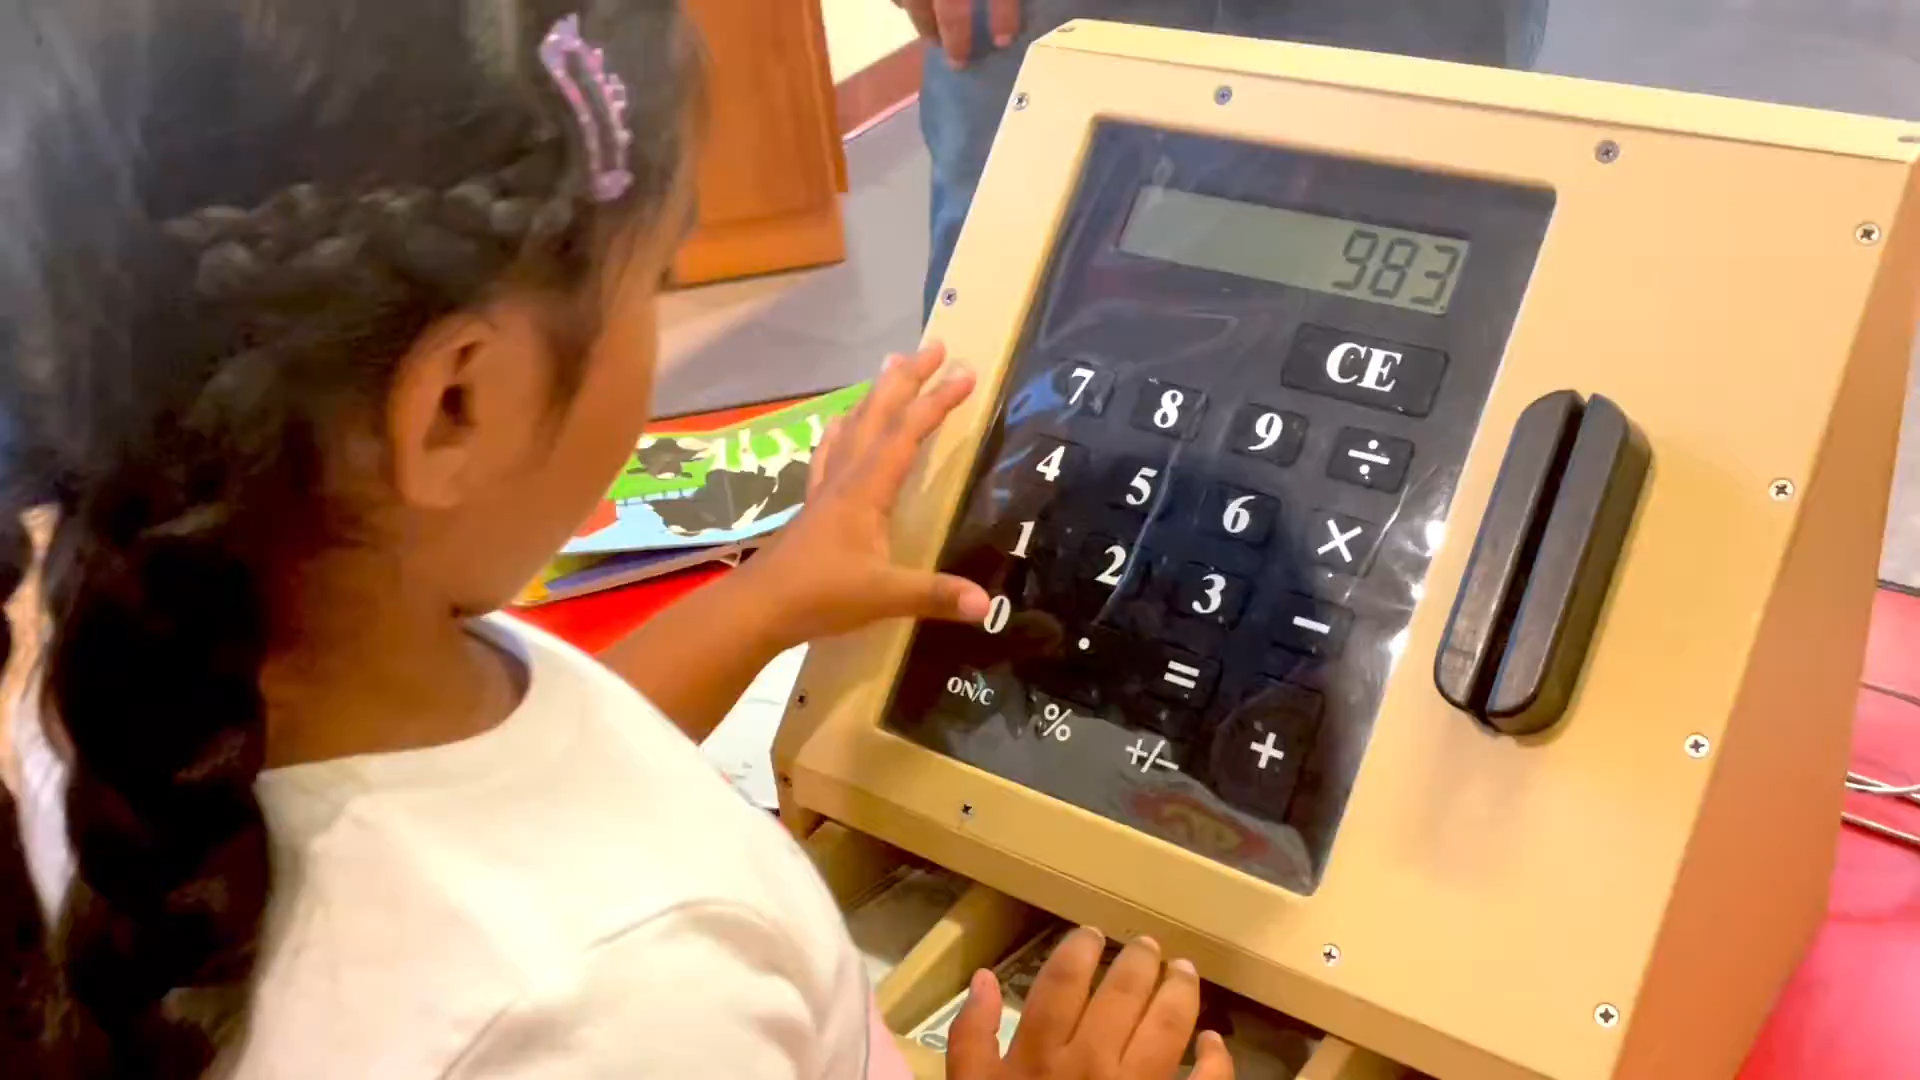 983.
CE
7 8 9 ÷
4 5 6 ×
1 2 3 −
0 . = +
ON/C % +/−